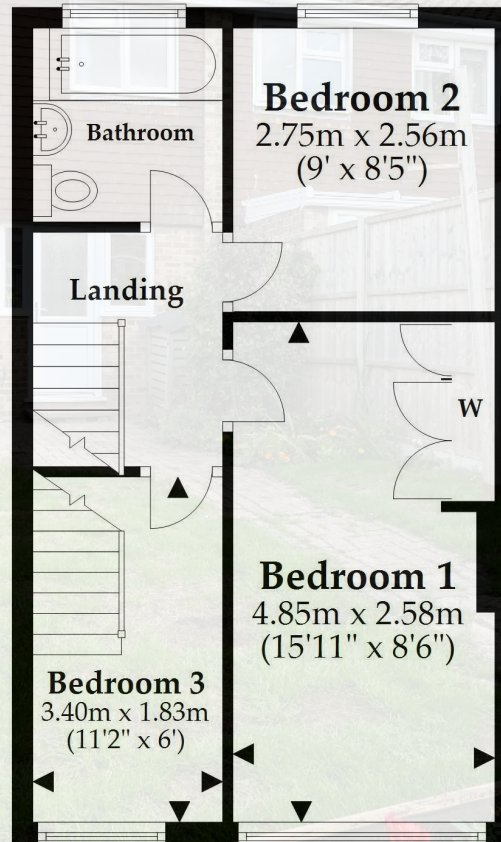 Bathroom
Bedroom 2
2.75m x 2.56m
(9' x 8'5")
Landing
W
Bedroom 1
4.85m x 2.58m
(15'11" x 8'6")
Bedroom 3
3.40m x 1.83m
(11'2" x 6')